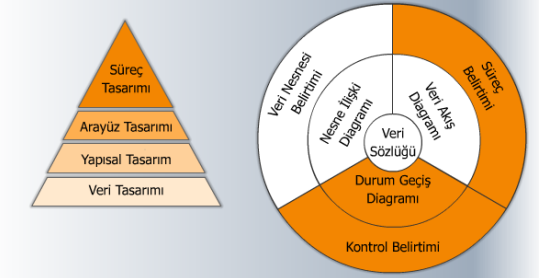 Süreç
Tasarımı
Arayüz Tasarımı
Yapısal Tasarım
Veri Tasarımı
Veri Nesnesi
Belirtimi
Nesne İlişki
Diagramı
Veri Akış
Diagramı
Süreç
Belirtimi
Veri
Sözlüğü
Durum Geçiş
Diagramı
Kontrol Belirtimi